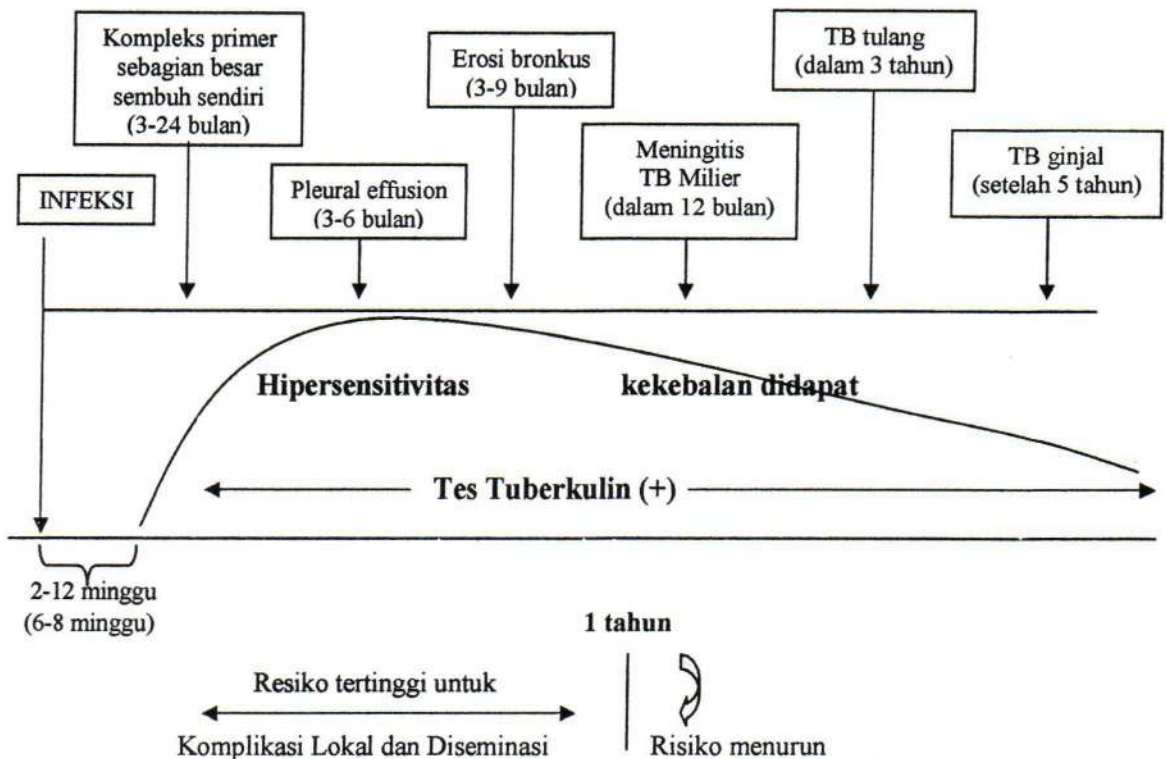 Kompleks primer
sebagian besar
sembuh sendiri
(3-24 bulan)
Erosi bronkus
(3-9 bulan)
TB tulang
(dalam 3 tahun)
INFEKSI
Pleural effusion
(3-6 bulan)
Meningitis
TB Milier
(dalam 12 bulan)
TB ginjal
(setelah 5 tahun)
Hipersensitivitas kekebalan didapat
Tes Tuberkulin (+)
2-12 minggu
(6-8 minggu)
1 tahun
Resiko tertinggi untuk
Komplikasi Lokal dan Diseminasi
Risiko menurun